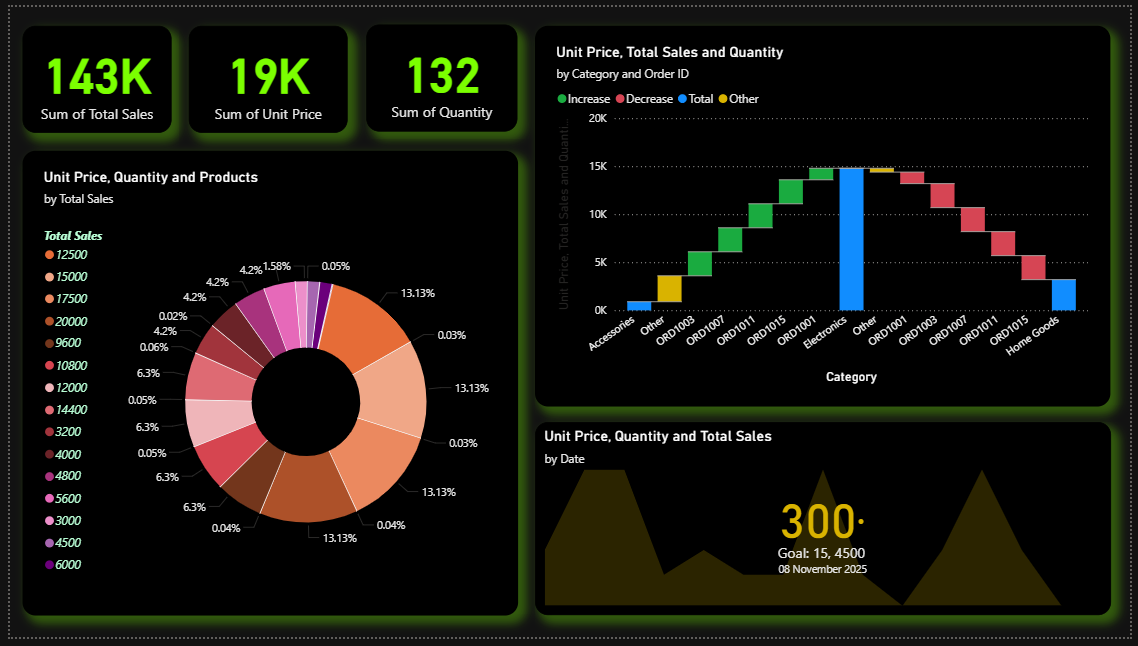 143K
Sum of Total Sales
19K
Sum of Unit Price
132
Sum of Quantity
Unit Price, Quantity and Products
by Total Sales
Total Sales
12500
15000
17500
20000
9600
10800
12000
14400
3200
4000
4800
5600
3000
4500
6000
0.05%
13.13%
0.03%
13.13%
0.03%
13.13%
0.04%
13.13%
0.04%
6.3%
6.3%
0.05%
6.3%
0.05%
6.3%
0.06%
4.2%
0.02%
4.2%
4.2%
4.2%
1.58%
Unit Price, Total Sales and Quantity
by Category and Order ID
Increase Decrease Total Other
Unit Price, Total Sales and Quanti...
20K
15K
10K
5K
0K
Accessories
Other
ORD1003
ORD1007
ORD1011
ORD1015
ORD1001
Electronics
Other
ORD1001
ORD1003
ORD1007
ORD1011
ORD1015
Home Goods
Category
Unit Price, Quantity and Total Sales
by Date
300
Goal: 15, 4500
08 November 2025